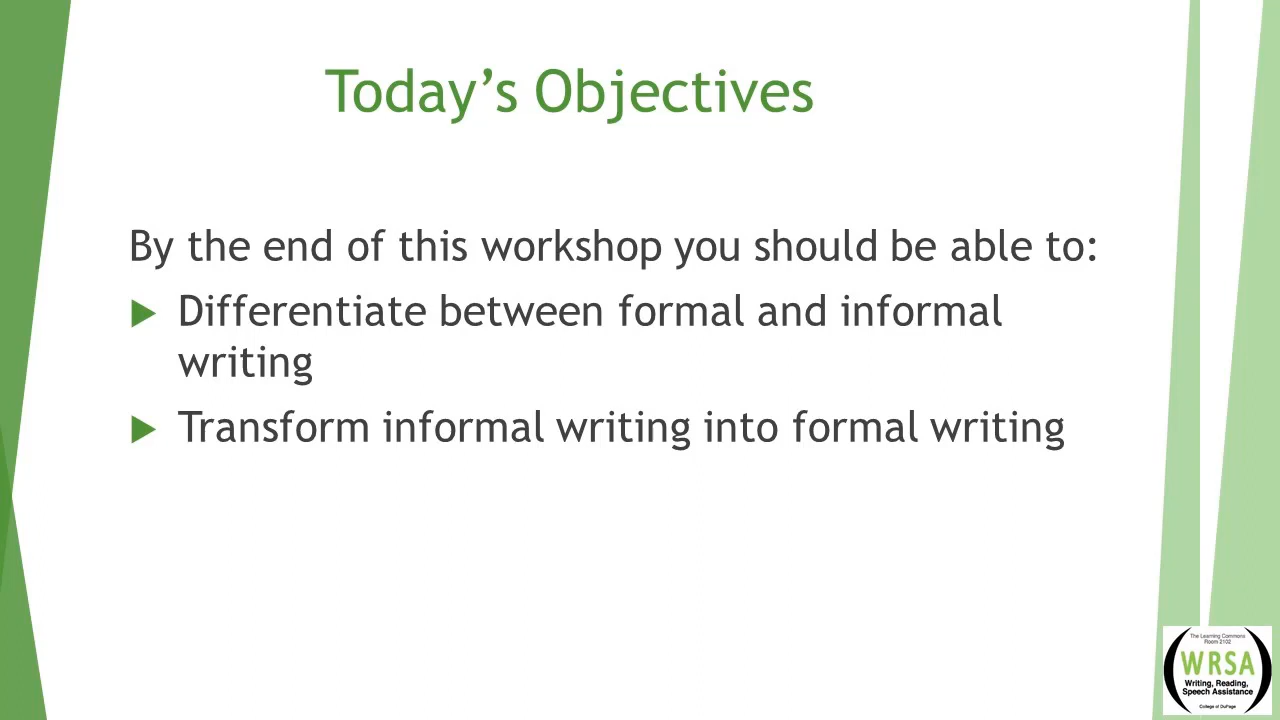 Today's Objectives
By the end of this workshop you should be able to:
Differentiate between formal and informal
writing
Transform informal writing into formal writing
The Learning Commons
Room 2102
WRSA
Writing, Reading,
Speech Assistance
College of DuPage